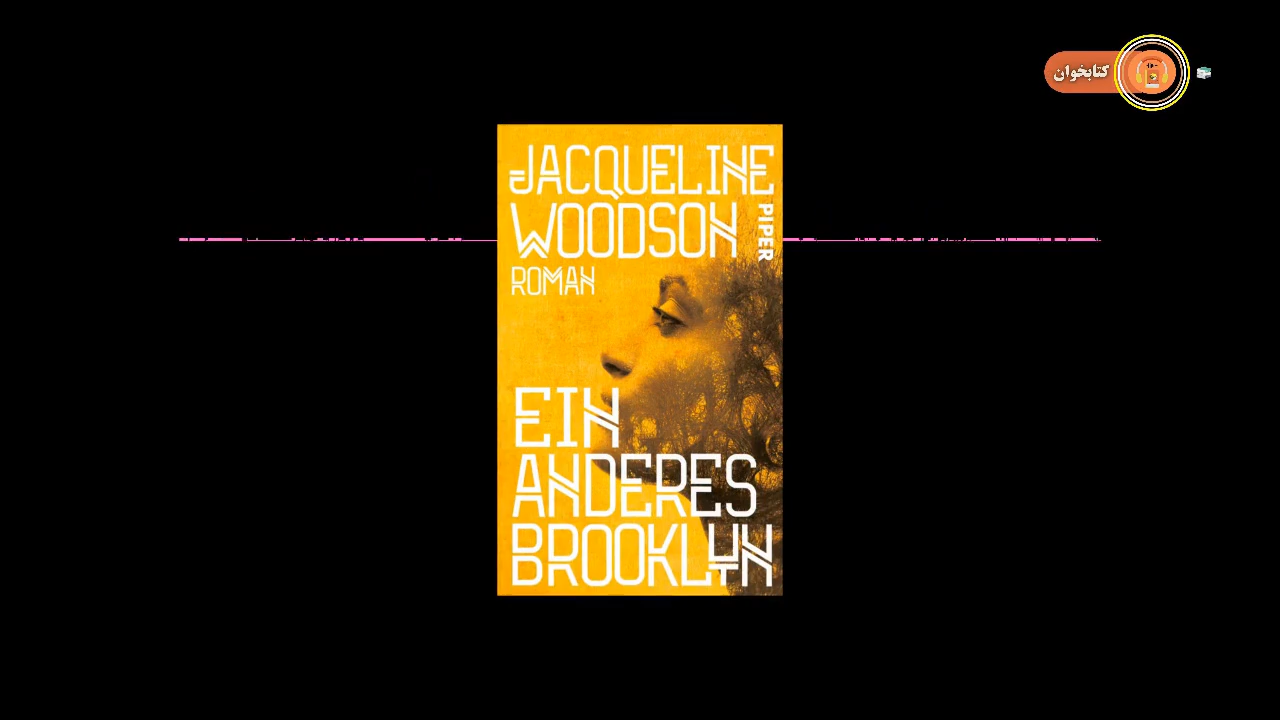 کتابخوان
JACQUELINE
WOODSON
PIPER
ROMAN
EIN
ANDERES
BROOKLYN